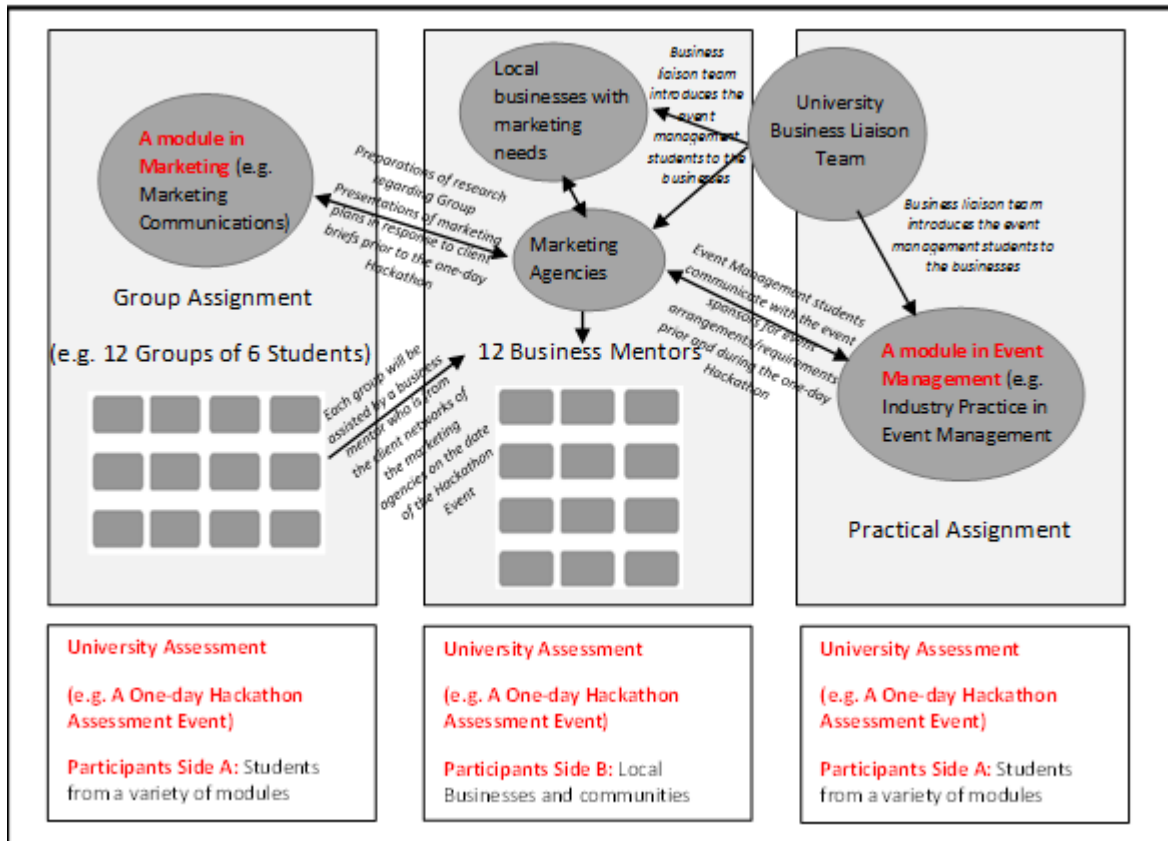 A module in
Marketing (e.g.
Marketing
Communications)
Group Assignment
(e.g. 12 Groups of 6 Students)
Preparations of research
regarding Group
Presentations of marketing
plans in response to client
briefs prior to the one-day
Hackathon
Each group will be
assisted by a business
mentor who is from
the client networks of
the marketing
agencies on the date
of the Hackathon
Event
Local
businesses with
marketing
needs
Business
liaison team
introduces the
event
management
students to the
businesses
Marketing
Agencies
12 Business Mentors
University
Business Liaison
Team
Business liaison team
introduces the event
management students to
the businesses
Event Management students
communicate with the event
sponsors for event
arrangements/requirements
prior and during the one-day
Hackathon
A module in Event
Management (e.g.
Industry Practice in
Event Management
Practical Assignment
University Assessment
(e.g. A One-day Hackathon
Assessment Event)
Participants Side A: Students
from a variety of modules
University Assessment
(e.g. A One-day Hackathon
Assessment Event)
Participants Side B: Local
Businesses and communities
University Assessment
(e.g. A One-day Hackathon
Assessment Event)
Participants Side A: Students
from a variety of modules